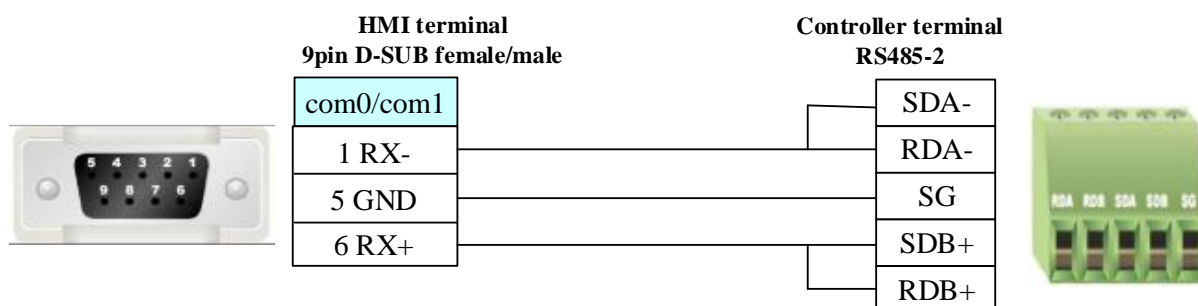 HMI terminal
9pin D-SUB female/male
Controller terminal
RS485-2
com0/com1
1 RX-
5 GND
6 RX+
SDA-
RDA-
SG
SDB+
RDB+
5 4 3 2 1
9 8 7 6
RDA RDB SDA SDB SG